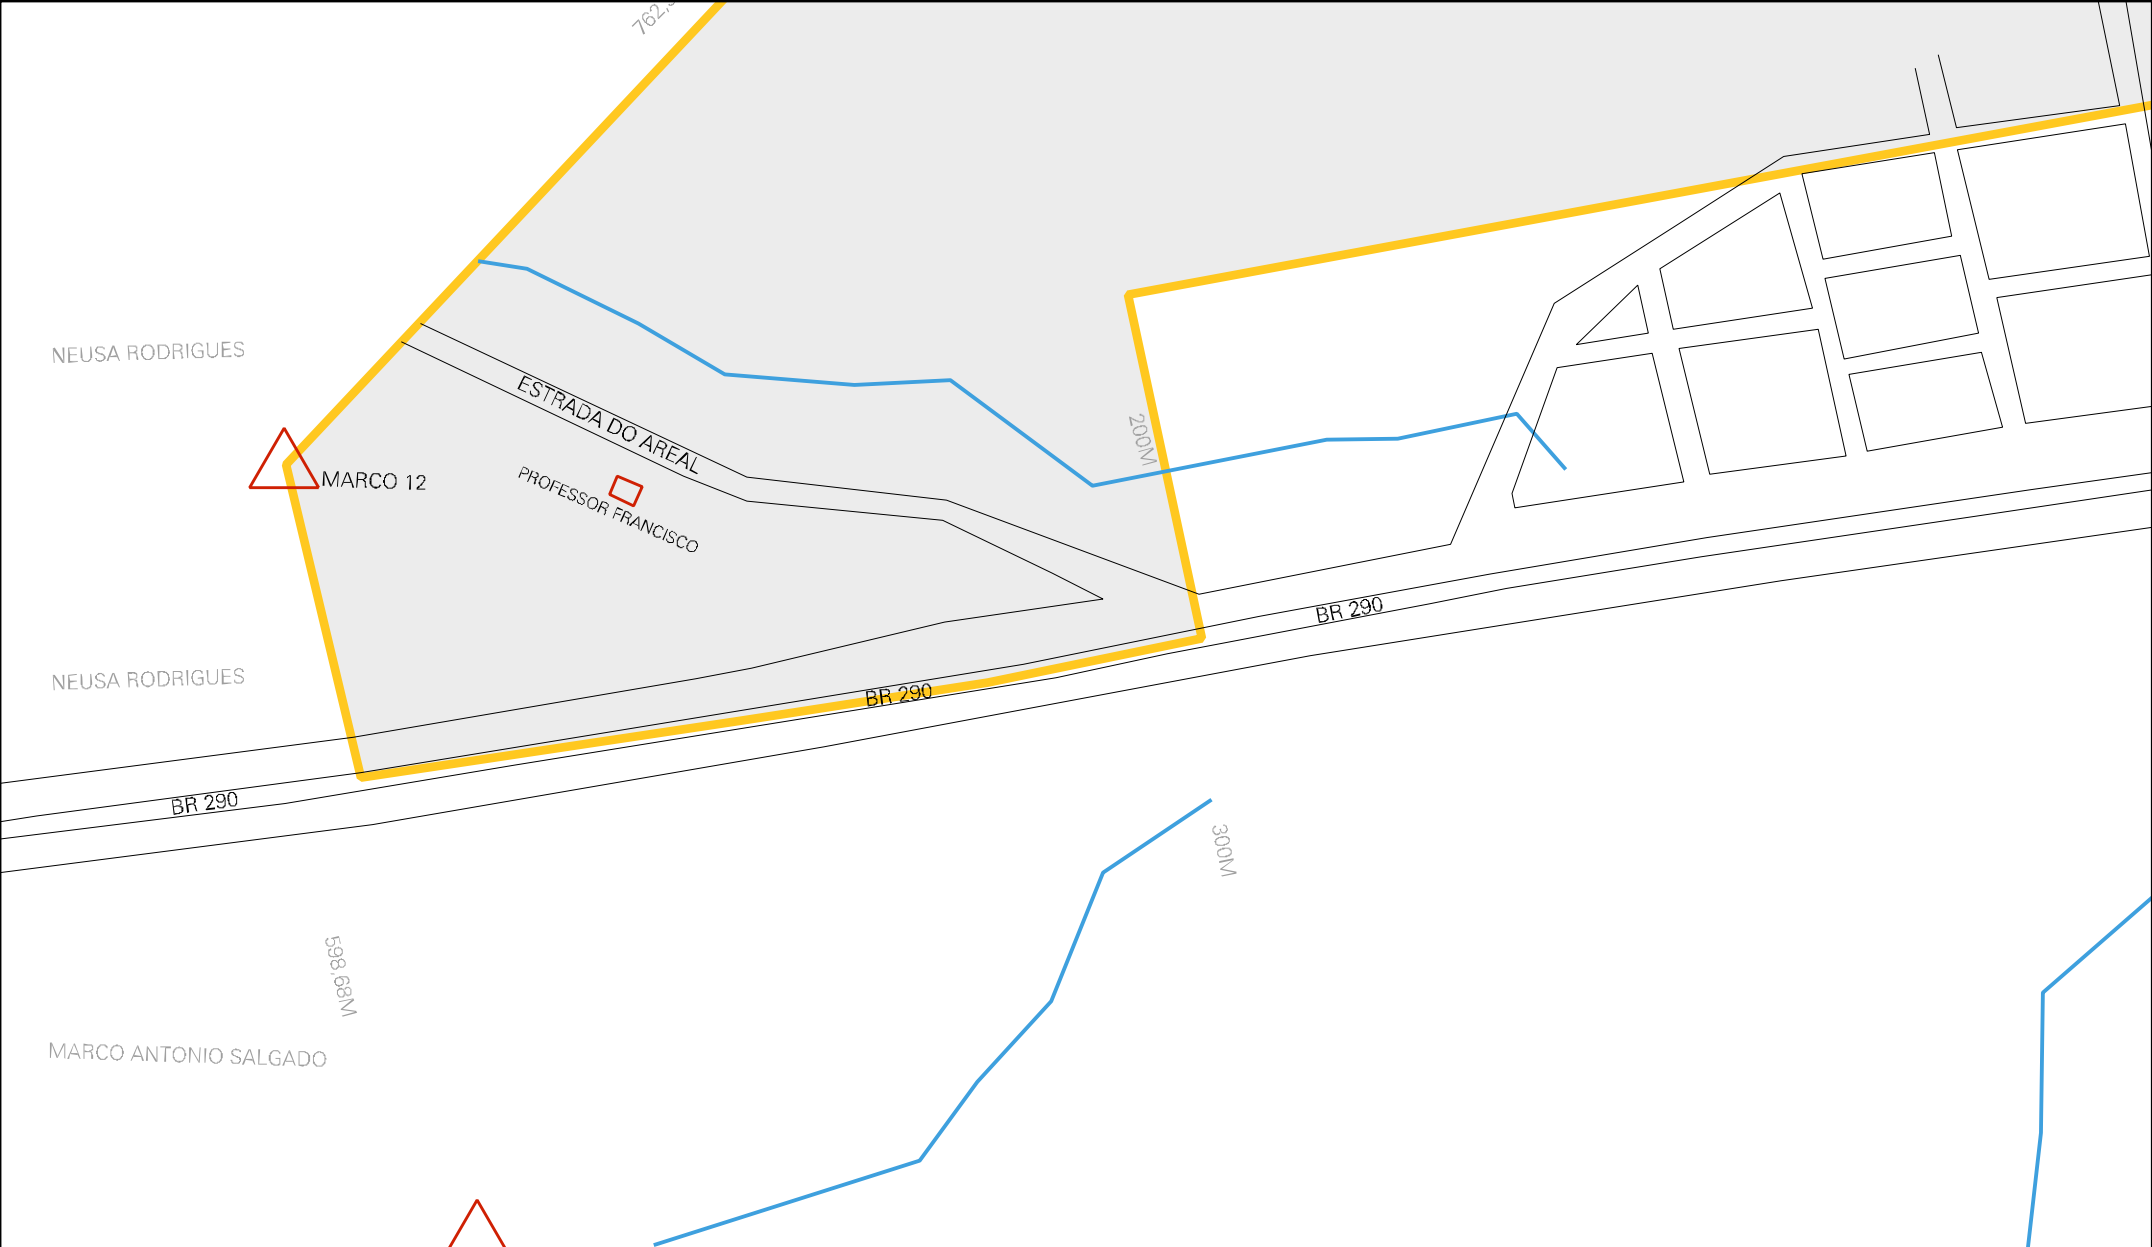 762,
NEUSA RODRIGUES
ESTRADA DO AREAL
200M
MARCO 12
PROFESSOR FRANCISCO
BR 290
NEUSA RODRIGUES
BR 290
BR 290
300M
598,68M
MARCO ANTONIO SALGADO